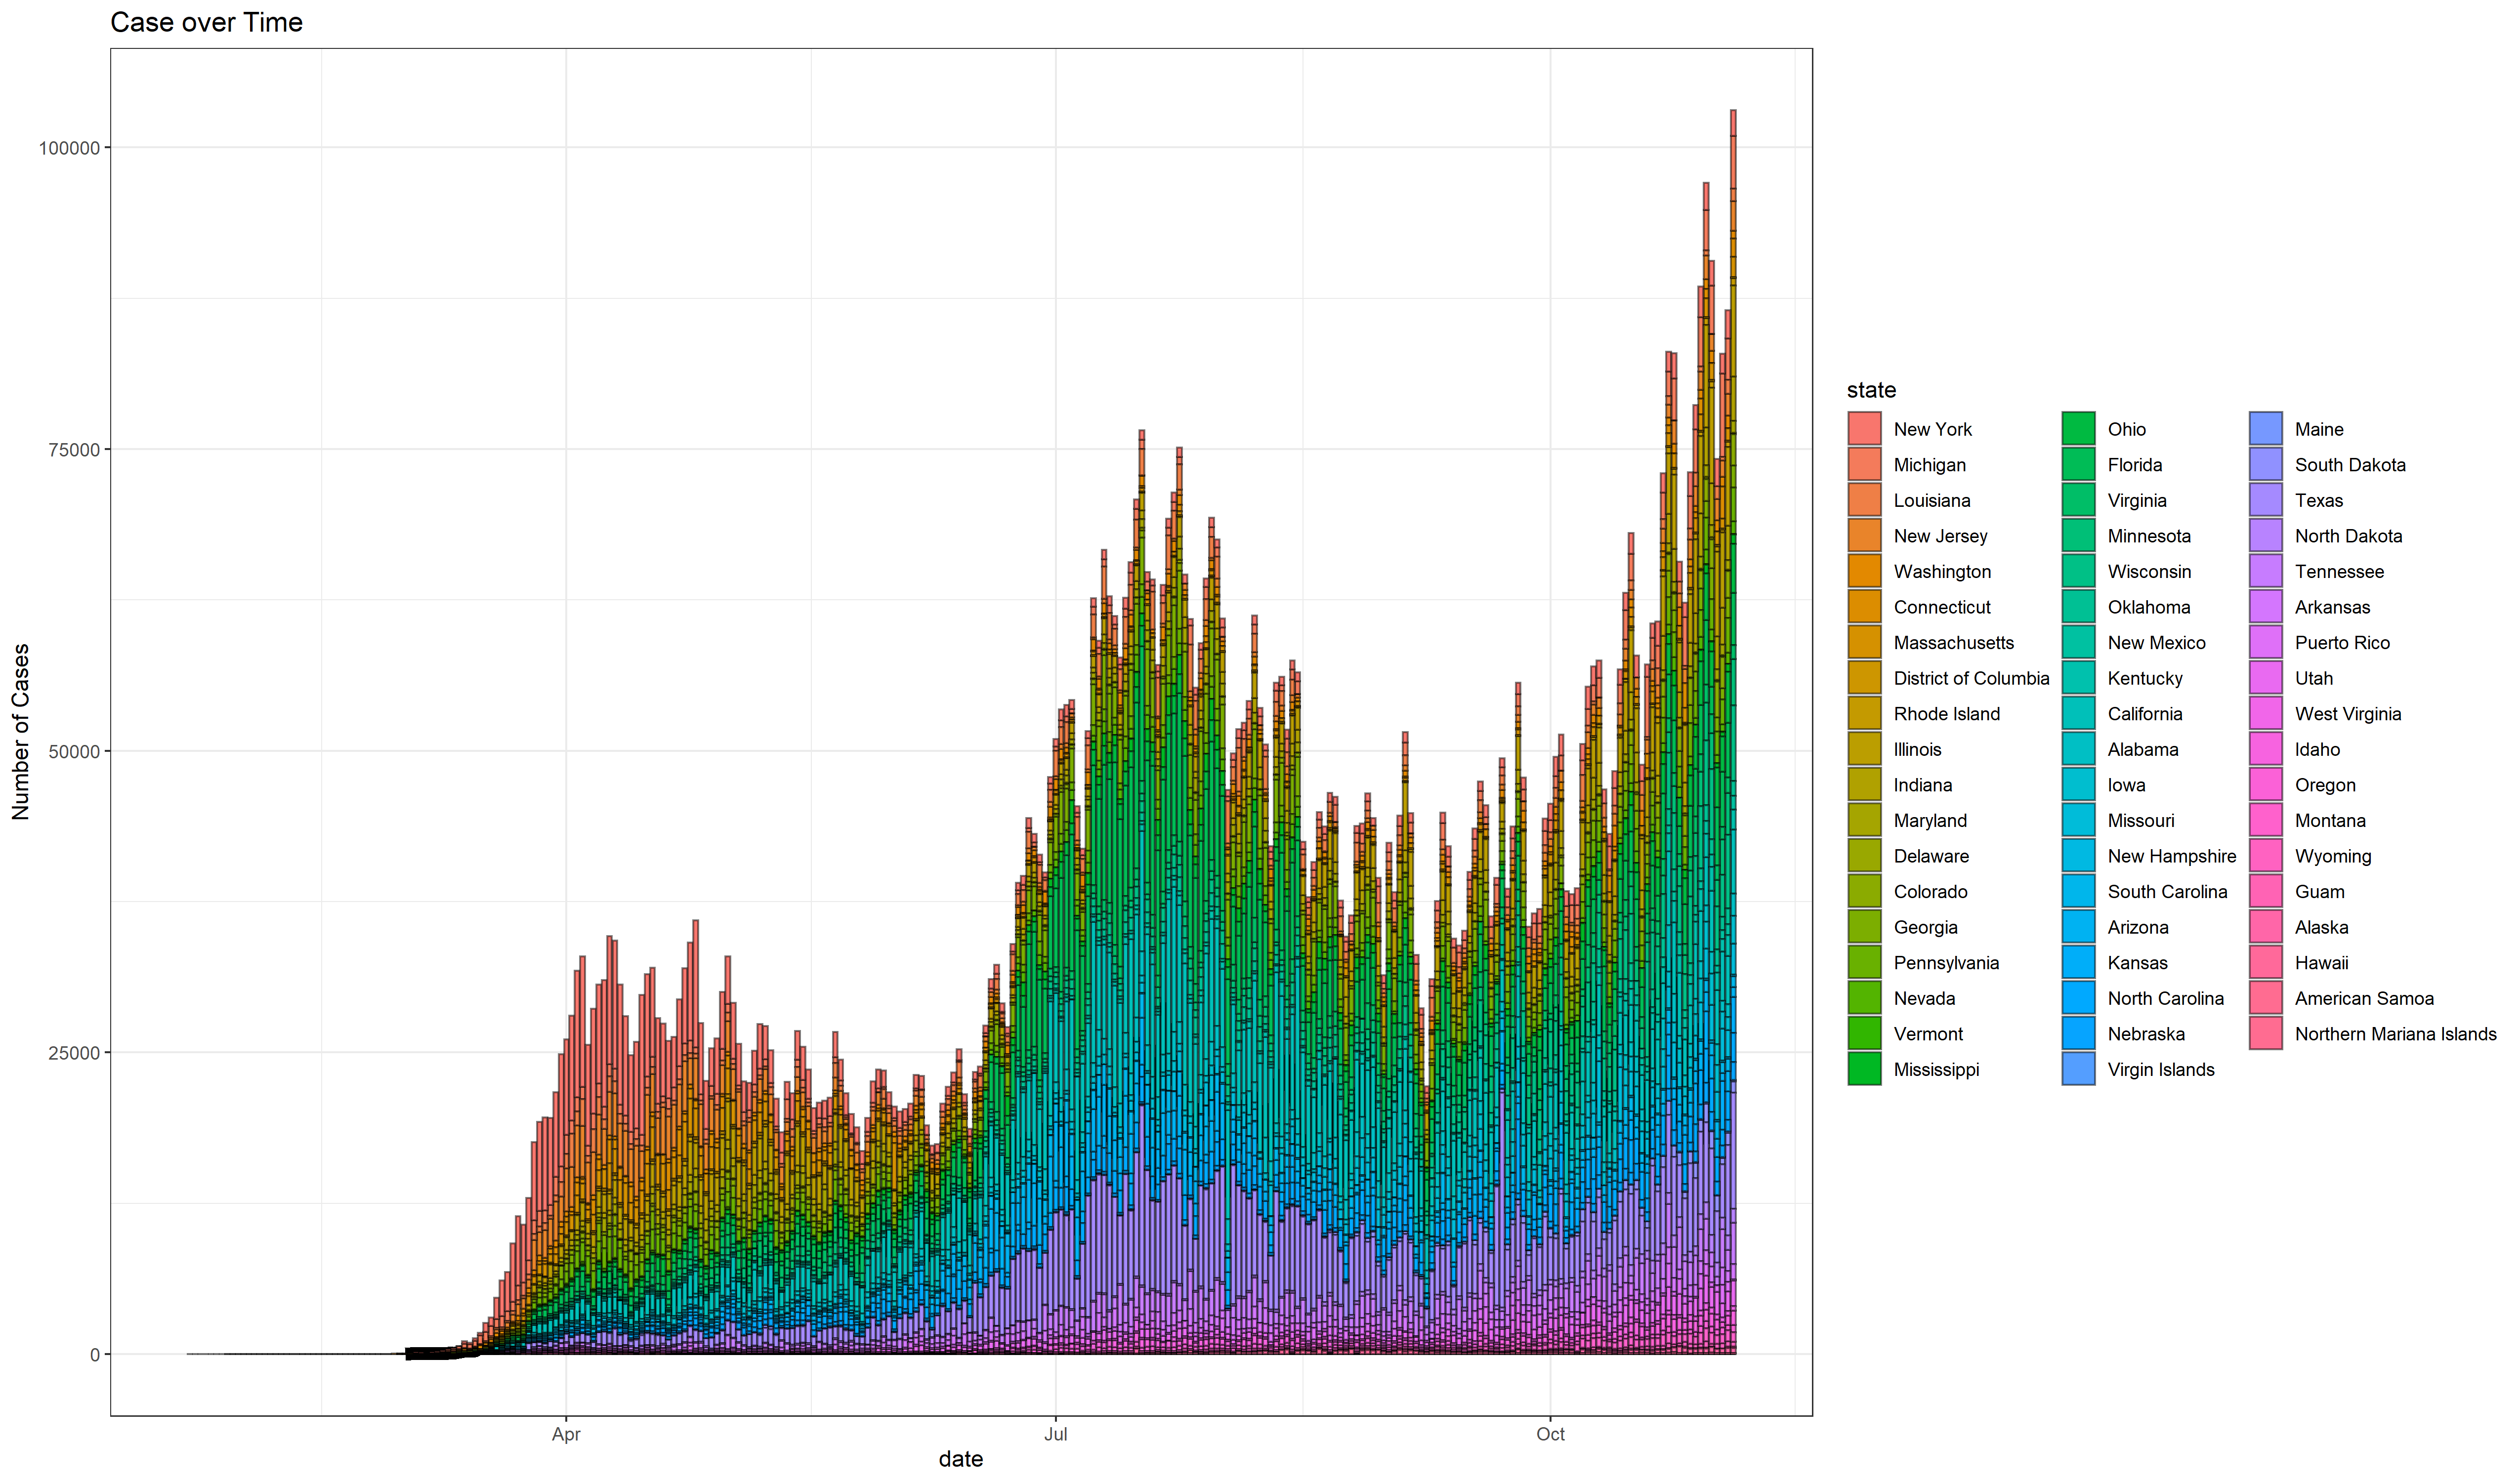 Case over Time
Number of Cases
100000
75000
50000
25000
0
Apr
Jul
Oct
date
state
New York
Michigan
Louisiana
New Jersey
Washington
Connecticut
Massachusetts
District of Columbia
Rhode Island
Illinois
Indiana
Maryland
Delaware
Colorado
Georgia
Pennsylvania
Nevada
Vermont
Mississippi
Ohio
Florida
Virginia
Minnesota
Wisconsin
Oklahoma
New Mexico
Kentucky
California
Alabama
Iowa
Missouri
New Hampshire
South Carolina
Arizona
Kansas
North Carolina
Nebraska
Virgin Islands
Maine
South Dakota
Texas
North Dakota
Tennessee
Arkansas
Puerto Rico
Utah
West Virginia
Idaho
Oregon
Montana
Wyoming
Guam
Alaska
Hawaii
American Samoa
Northern Mariana Islands